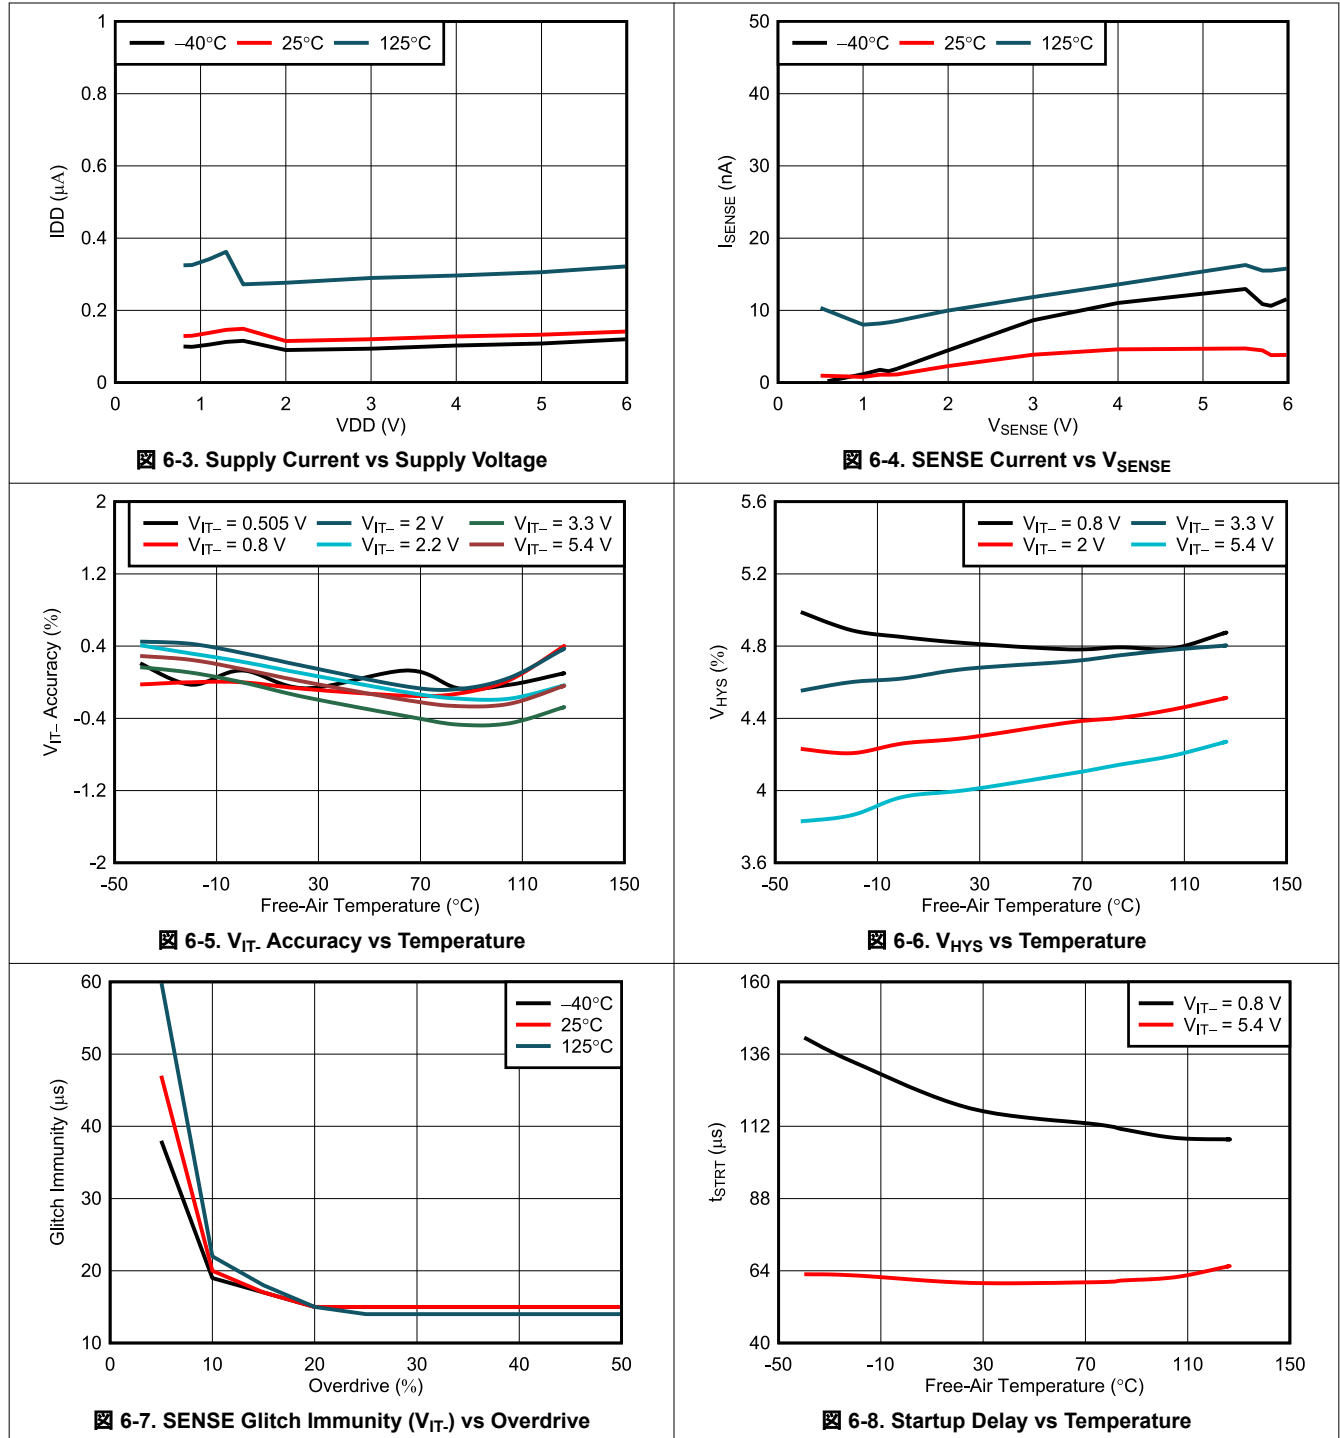 1
0.8
0.6
0.4
0.2
0
0 1 2 3 4 5 6
IDD (μA)
VDD (V)
–40°C 25°C 125°C
図 6-3. Supply Current vs Supply Voltage
50
40
30
20
10
0
0 1 2 3 4 5 6
ISENSE (nA)
VSENSE (V)
–40°C 25°C 125°C
図 6-4. SENSE Current vs VSENSE
2
1.2
0.4
-0.4
-1.2
-2
-50 -10 30 70 110 150
VIT– Accuracy (%)
Free-Air Temperature (°C)
VIT– = 0.505 V VIT– = 2 V VIT– = 3.3 V
VIT– = 0.8 V VIT– = 2.2 V VIT– = 5.4 V
図 6-5. VIT- Accuracy vs Temperature
5.6
5.2
4.8
4.4
4
3.6
-50 -10 30 70 110 150
VHYS (%)
Free-Air Temperature (°C)
VIT– = 0.8 V VIT– = 3.3 V
VIT– = 2 V VIT– = 5.4 V
図 6-6. VHYS vs Temperature
60
50
40
30
20
10
0 10 20 30 40 50
Glitch Immunity (μs)
Overdrive (%)
–40°C
25°C
125°C
図 6-7. SENSE Glitch Immunity (VIT-) vs Overdrive
160
136
112
88
64
40
-50 -10 30 70 110 150
tSTRT (μs)
Free-Air Temperature (°C)
VIT– = 0.8 V
VIT– = 5.4 V
図 6-8. Startup Delay vs Temperature